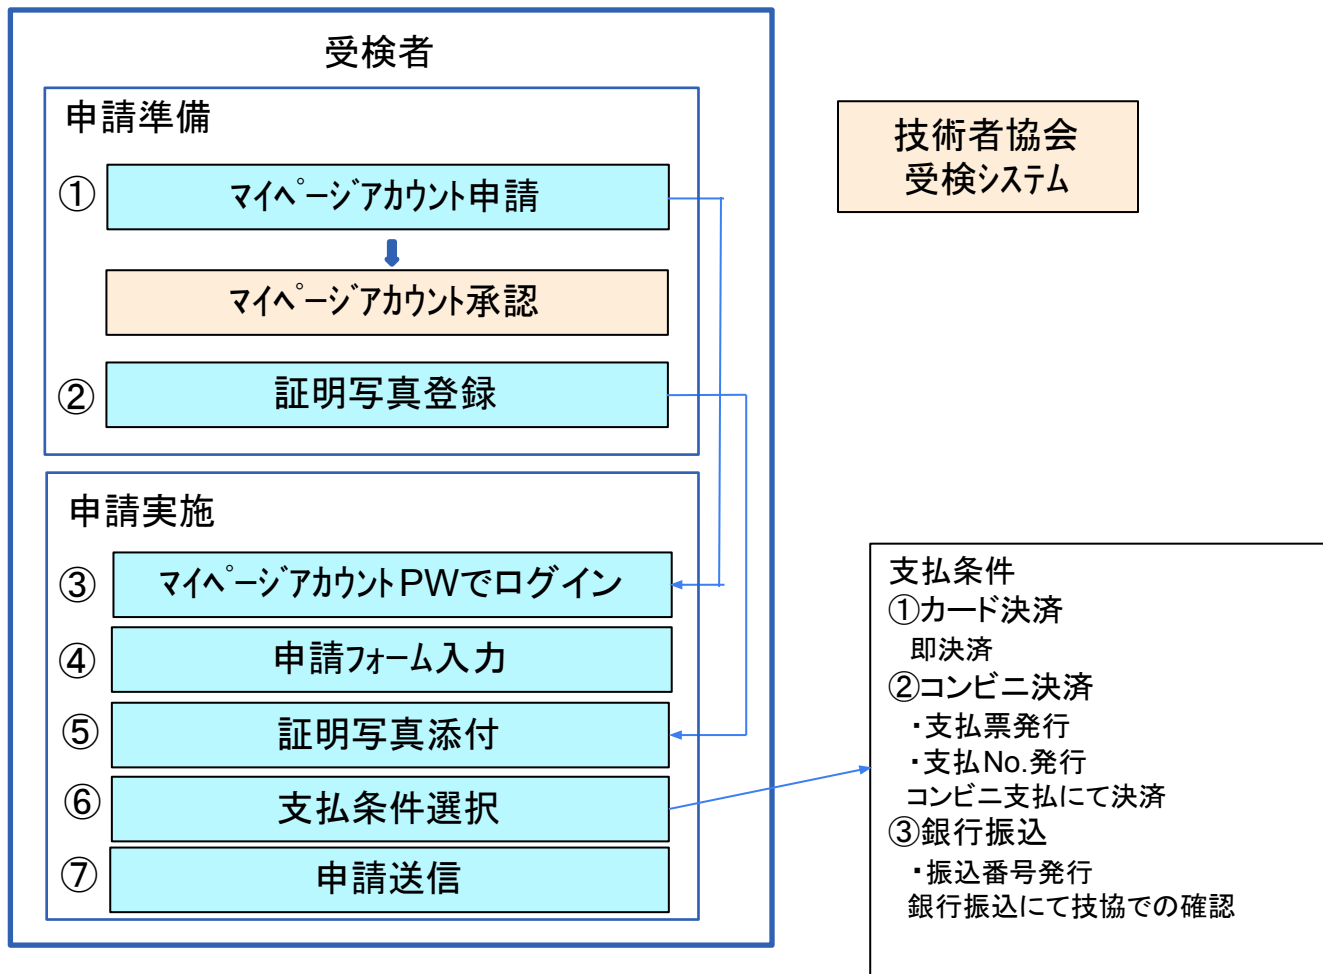 受検者
申請準備
① マイページアカウント申請
マイページアカウント承認
② 証明写真登録
技術者協会
受検システム
申請実施
③ マイページアカウントPWでログイン
④ 申請フォーム入力
⑤ 証明写真添付
⑥ 支払条件選択
⑦ 申請送信
支払条件
①カード決済
即決済
②コンビニ決済
・支払票発行
・支払No.発行
コンビニ支払にて決済
③銀行振込
・振込番号発行
銀行振込にて技協での確認